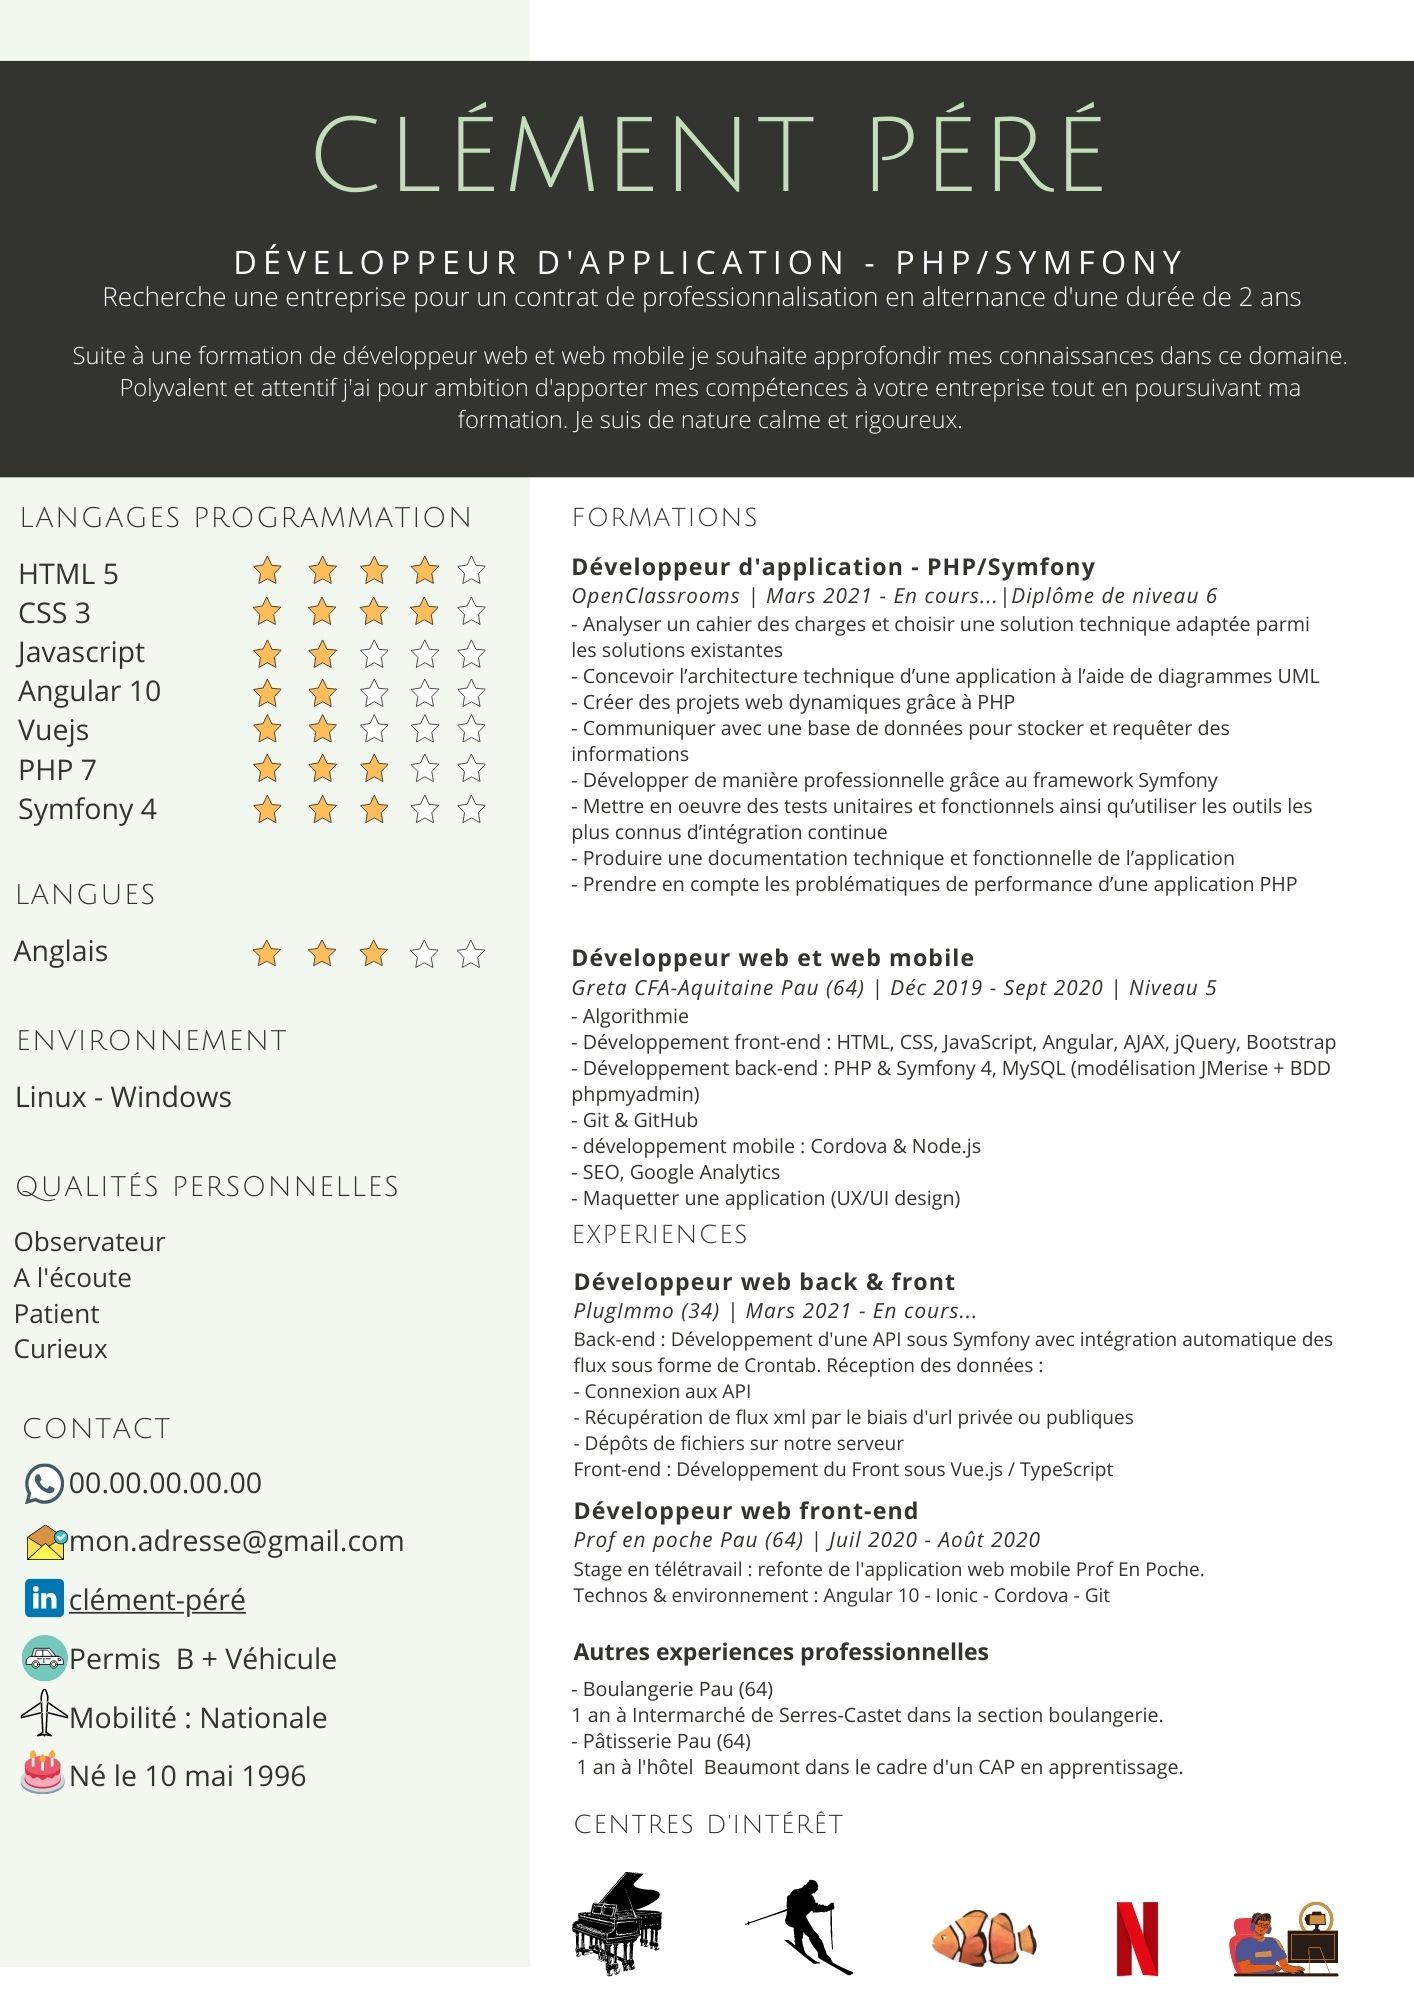 CLÉMENT PÉRÉ
DÉVELOPPEUR D'APPLICATION - PHP/SYMFONY
Recherche une entreprise pour un contrat de professionnalisation en alternance d'une durée de 2 ans
Suite à une formation de développeur web et web mobile je souhaite approfondir mes connaissances dans ce domaine.
Polyvalent et attentif j'ai pour ambition d'apporter mes compétences à votre entreprise tout en poursuivant ma
formation. Je suis de nature calme et rigoureux.
LANGAGES PROGRAMMATION
HTML 5
CSS 3
Javascript
Angular 10
Vuejs
PHP 7
Symfony 4
LANGUES
Anglais
ENVIRONNEMENT
Linux - Windows
QUALITÉS PERSONNELLES
Observateur
A l'écoute
Patient
Curieux
CONTACT
00.00.00.00.00
mon.adresse@gmail.com
in clément-péré
Permis  B + Véhicule
Mobilité : Nationale
Né le 10 mai 1996
FORMATIONS
Développeur d'application - PHP/Symfony
OpenClassrooms | Mars 2021 - En cours...|Diplôme de niveau 6
- Analyser un cahier des charges et choisir une solution technique adaptée parmi
les solutions existantes
- Concevoir l’architecture technique d’une application à l’aide de diagrammes UML
- Créer des projets web dynamiques grâce à PHP
- Communiquer avec une base de données pour stocker et requêter des
informations
- Développer de manière professionnelle grâce au framework Symfony
- Mettre en oeuvre des tests unitaires et fonctionnels ainsi qu’utiliser les outils les
plus connus d’intégration continue
- Produire une documentation technique et fonctionnelle de l’application
- Prendre en compte les problématiques de performance d’une application PHP
Développeur web et web mobile
Greta CFA-Aquitaine Pau (64) | Déc 2019 - Sept 2020 | Niveau 5
- Algorithmie
- Développement front-end : HTML, CSS, JavaScript, Angular, AJAX, jQuery, Bootstrap
- Développement back-end : PHP & Symfony 4, MySQL (modélisation JMerise + BDD
phpmyadmin)
- Git & GitHub
- développement mobile : Cordova & Node.js
- SEO, Google Analytics
- Maquetter une application (UX/UI design)
EXPERIENCES
Développeur web back & front
PlugImmo (34) | Mars 2021 - En cours...
Back-end : Développement d'une API sous Symfony avec intégration automatique des
flux sous forme de Crontab. Réception des données :
- Connexion aux API
- Récupération de flux xml par le biais d'url privée ou publiques
- Dépôts de fichiers sur notre serveur
Front-end : Développement du Front sous Vue.js / TypeScript
Développeur web front-end
Prof en poche Pau (64) | Juil 2020 - Août 2020
Stage en télétravail : refonte de l'application web mobile Prof En Poche.
Technos & environnement : Angular 10 - Ionic - Cordova - Git
Autres experiences professionnelles
- Boulangerie Pau (64)
1 an à Intermarché de Serres-Castet dans la section boulangerie.
- Pâtisserie Pau (64)
1 an à l'hôtel  Beaumont dans le cadre d'un CAP en apprentissage.
CENTRES D'INTÉRÊT
N